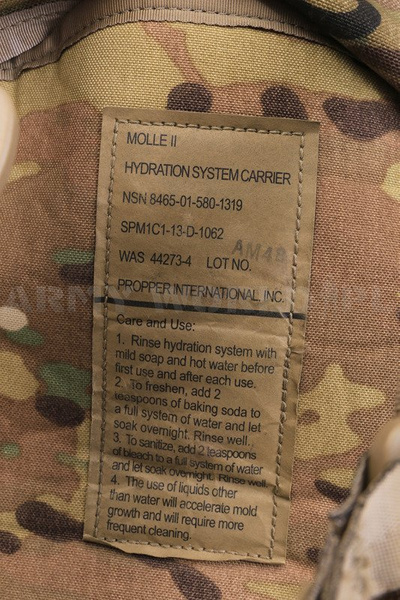 MOLLE II
HYDRATION SYSTEM CARRIER
NSN 8465-01-580-1319
SPM1C1-13-D-1062
AM4B
WAS 44273-4 LOT NO.
PROPPER INTERNATIONAL INC.
Care and Use:
1. Rinse hydration system with
mild soap and hot water before
first use and after each use.
2. To freshen, add 2
teaspoons of baking soda to
a full system of water and let
soak overnight. Rinse well.
3. To sanitize, add 2 teaspoons
of bleach to a full system of water
and let soak overnight. Rinse well.
4. The use of liquids other
than water will accelerate mold
growth and will require more
frequent cleaning.